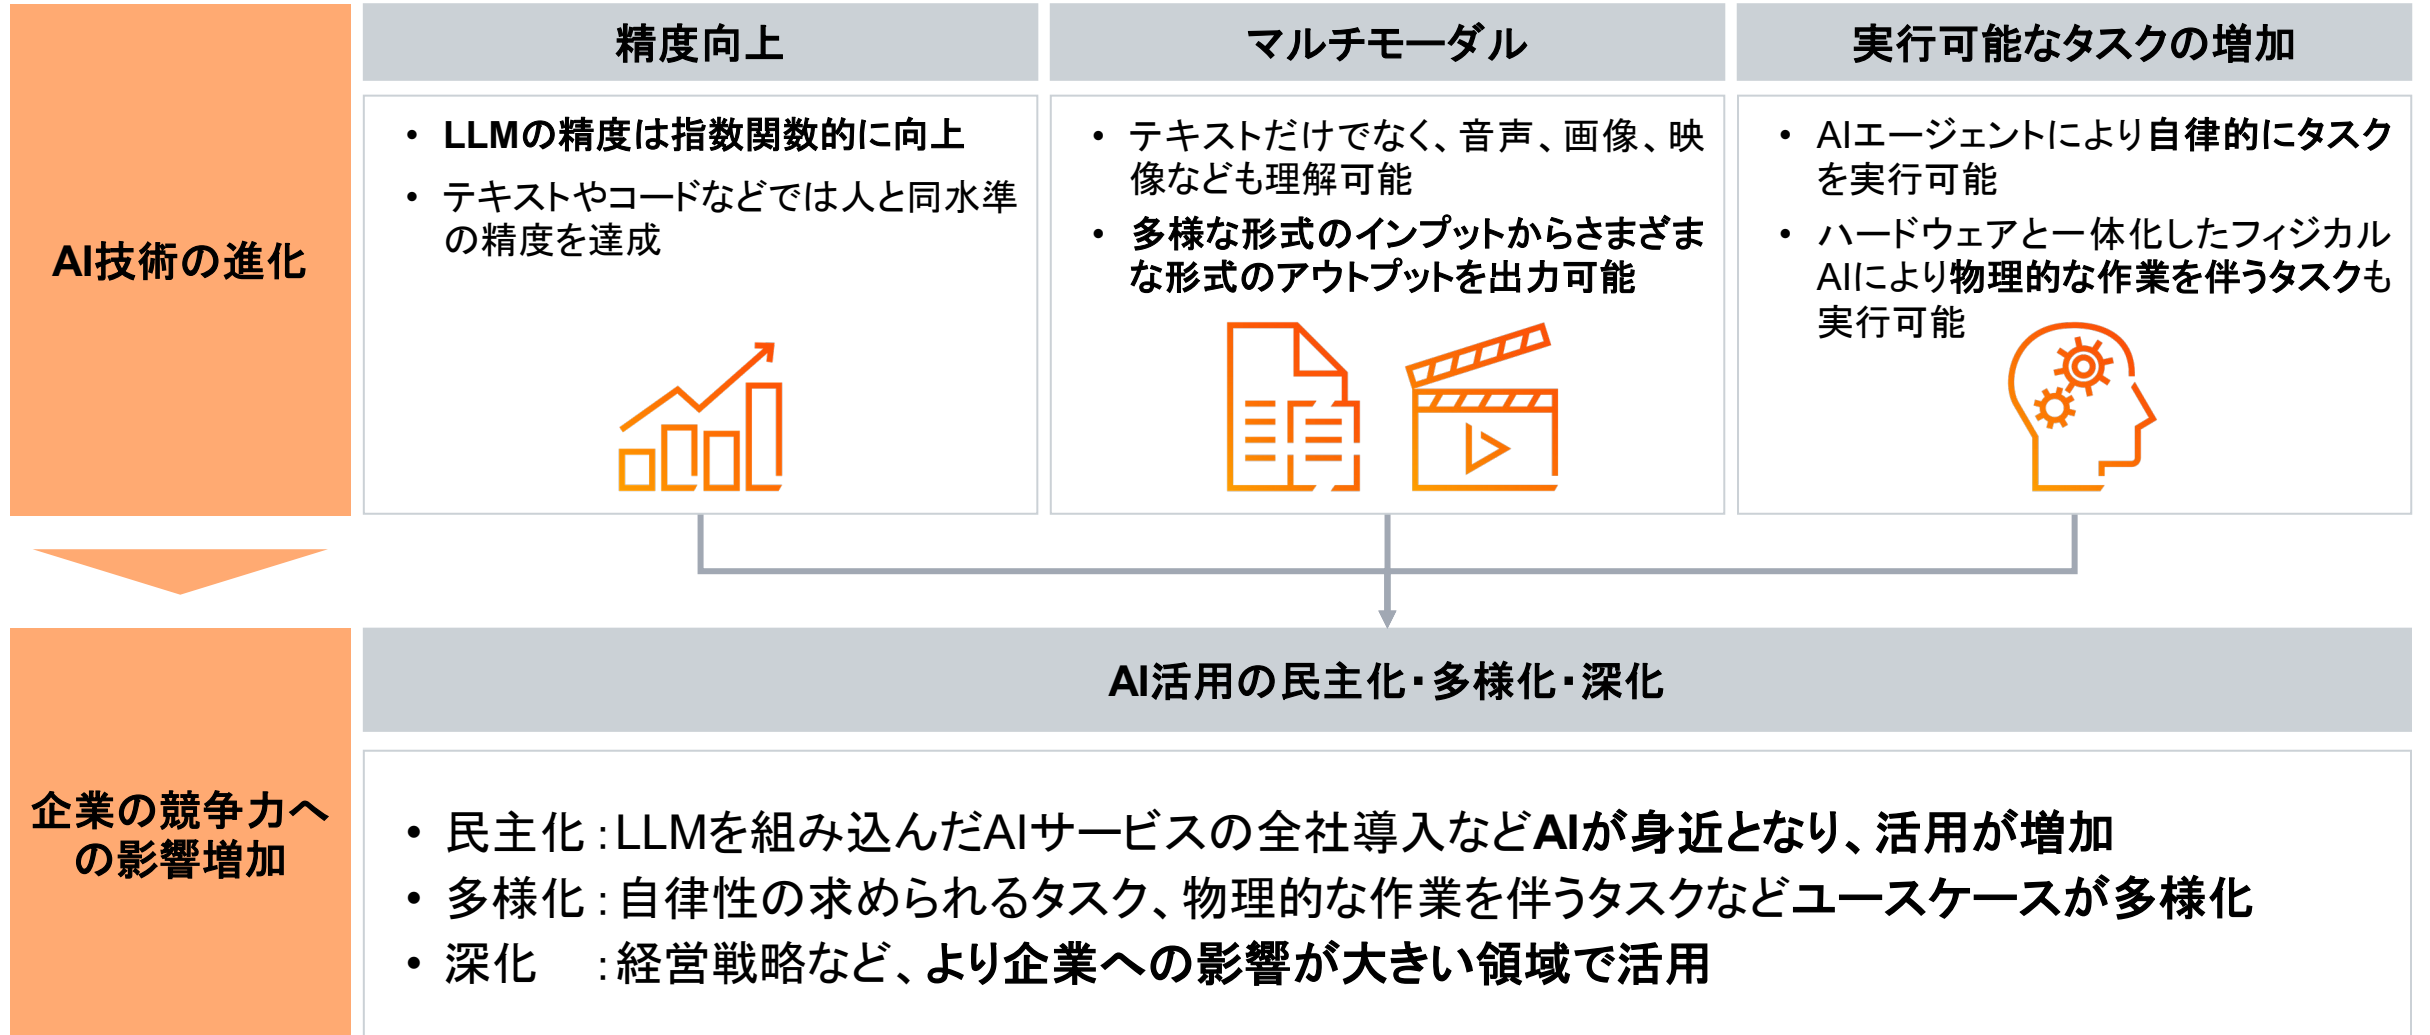 AI技術の進化
精度向上
• LLMの精度は指数関数的に向上
• テキストやコードなどでは人と同水準
の精度を達成
マルチモーダル
• テキストだけでなく、音声、画像、映
像なども理解可能
• 多様な形式のインプットからさまざま
な形式のアウトプットを出力可能
実行可能なタスクの増加
• AIエージェントにより自律的にタスク
を実行可能
• ハードウェアと一体化したフィジカル
AIにより物理的な作業を伴うタスクも
実行可能
企業の競争力へ
の影響増加
AI活用の民主化・多様化・深化
• 民主化：LLMを組み込んだAIサービスの全社導入などAIが身近となり、活用が増加
• 多様化：自律性の求められるタスク、物理的な作業を伴うタスクなどユースケースが多様化
• 深化　：経営戦略など、より企業への影響が大きい領域で活用